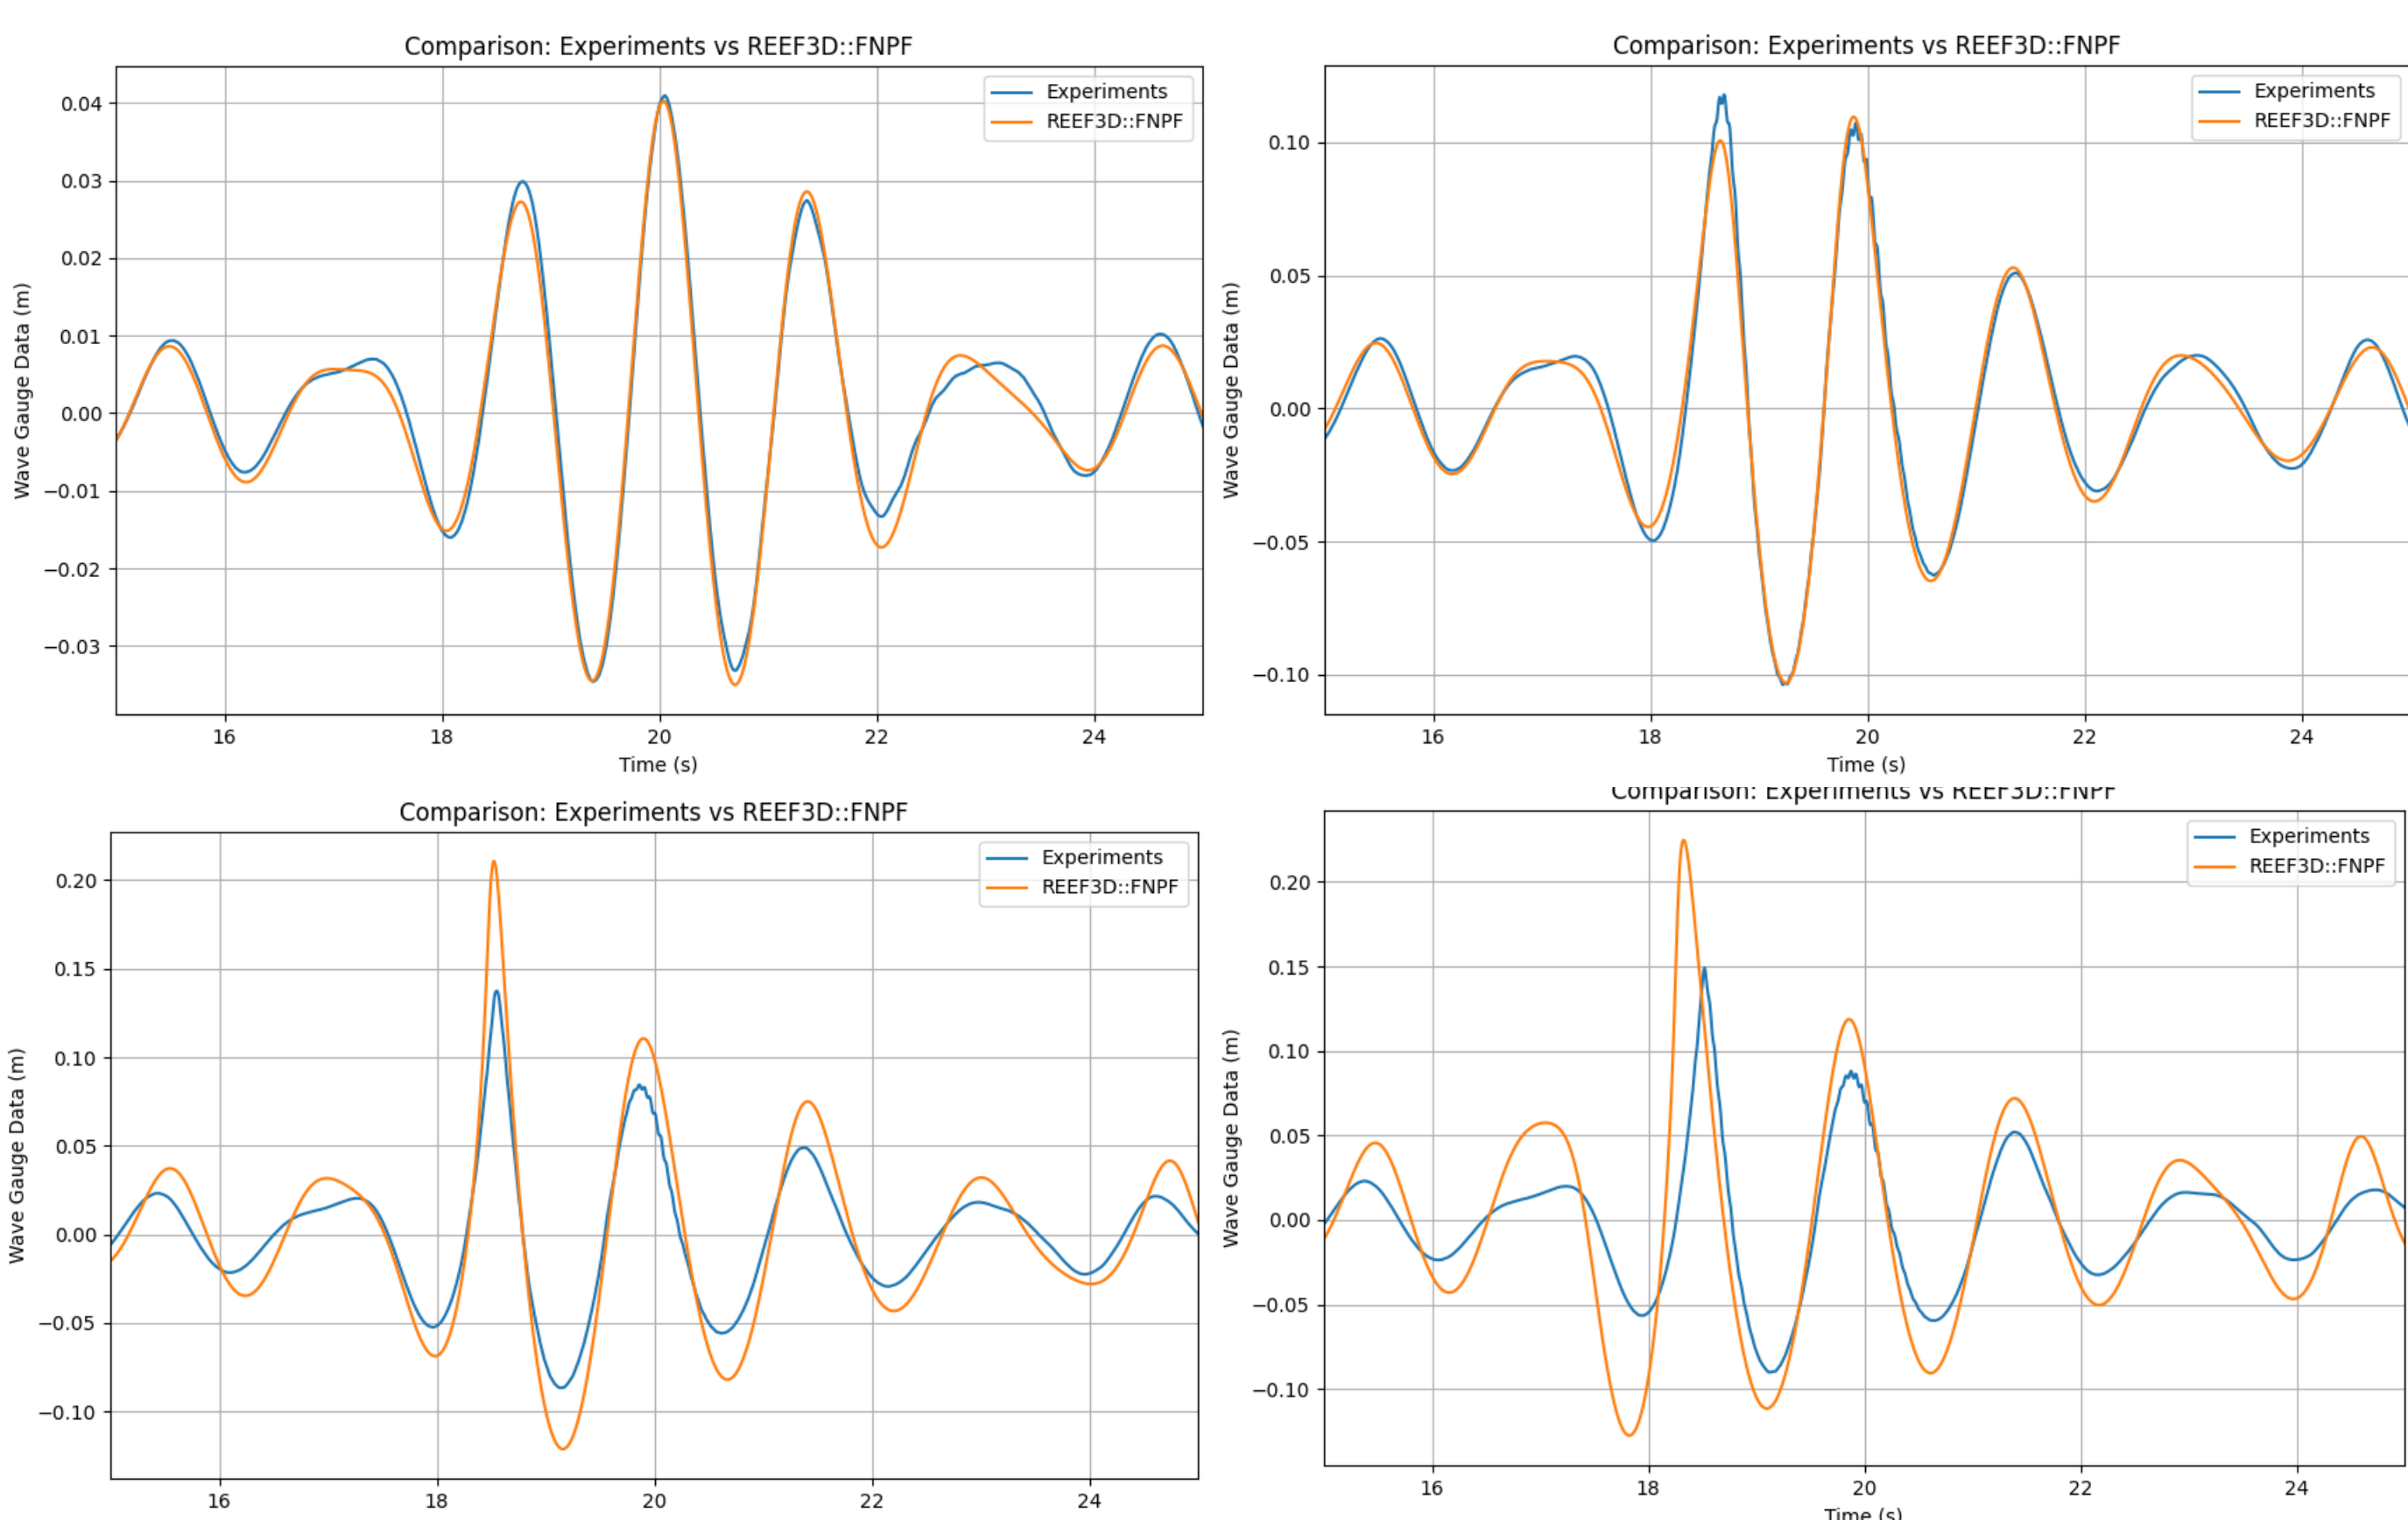 Comparison: Experiments vs REEF3D::FNPF
Experiments
REEF3D::FNPF
Wave Gauge Data (m)
0.04
0.03
0.02
0.01
0.00
−0.01
−0.02
−0.03
16 18 20 22 24
Time (s)
Comparison: Experiments vs REEF3D::FNPF
Experiments
REEF3D::FNPF
Wave Gauge Data (m)
0.10
0.05
0.00
−0.05
−0.10
16 18 20 22 24
Time (s)
Comparison: Experiments vs REEF3D::FNPF
Experiments
REEF3D::FNPF
Wave Gauge Data (m)
0.20
0.15
0.10
0.05
0.00
−0.05
−0.10
16 18 20 22 24
Comparison: Experiments vs REEF3D::FNPF
Experiments
REEF3D::FNPF
Wave Gauge Data (m)
0.20
0.15
0.10
0.05
0.00
−0.05
−0.10
16 18 20 22 24
Time (s)